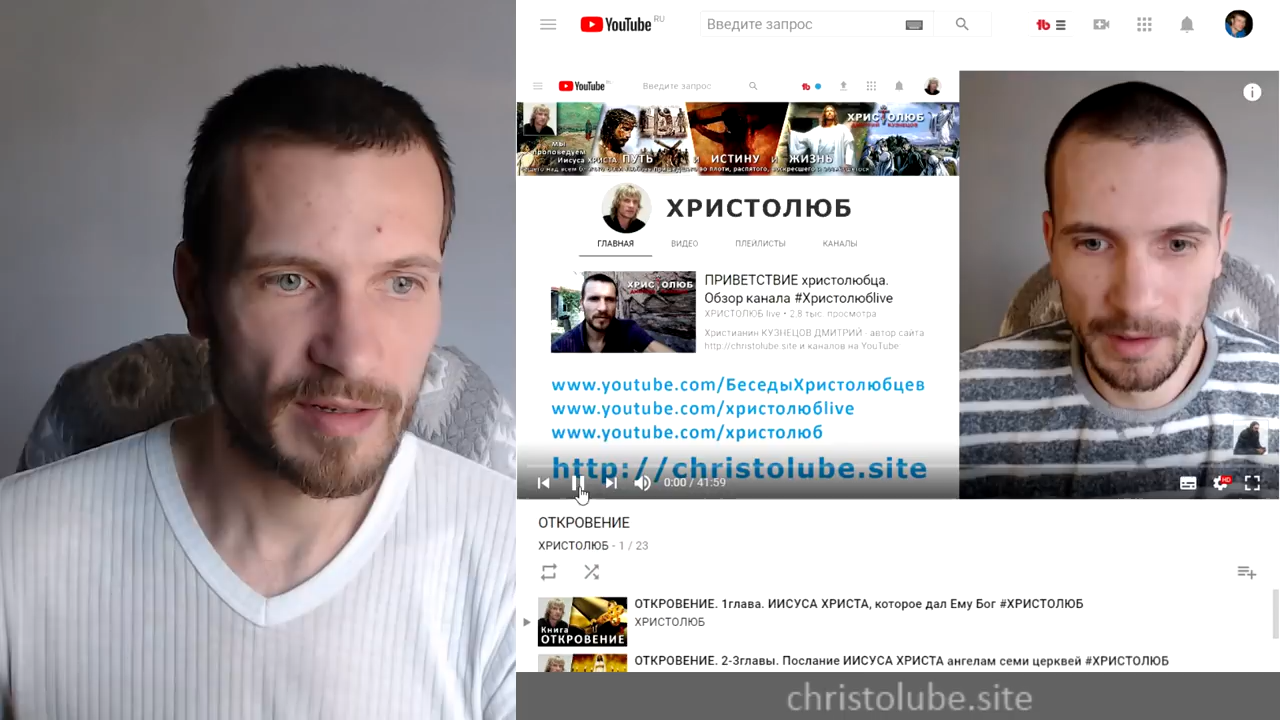 YouTube RU
Введите запрос
YouTube
Введите запрос
ХРИСТОЛЮБ
Мы
проповедуем
Иисуса ХРИСТА ПУТЬ и ИСТИНУ и ЖИЗНЬ
ХРИСТОЛЮБ
ГЛАВНАЯ ВИДЕО ПЛЕЙЛИСТЫ КАНАЛЫ
ХРИСТОЛЮБ
ПРИВЕТСТВИЕ христолюбца.
Обзор канала #Христолюблive
ХРИСТОЛЮБ live • 2,8 тыс. просмотра
Христианин КУЗНЕЦОВ ДМИТРИЙ - автор сайта
http://christolube.site и каналов на YouTube
www.youtube.com/БеседыХристолюбцев
www.youtube.com/христолюблive
www.youtube.com/христолюб
http://christolube.site
0:00 / 41:59
HD
ОТКРОВЕНИЕ
ХРИСТОЛЮБ - 1 / 23
ОТКРОВЕНИЕ. 1глава. ИИСУСА ХРИСТА, которое дал Ему Бог #ХРИСТОЛЮБ
ХРИСТОЛЮБ
Книга
ОТКРОВЕНИЕ
ОТКРОВЕНИЕ. 2-3главы. Послание ИИСУСА ХРИСТА ангелам семи церквей #ХРИСТОЛЮБ
christolube.site